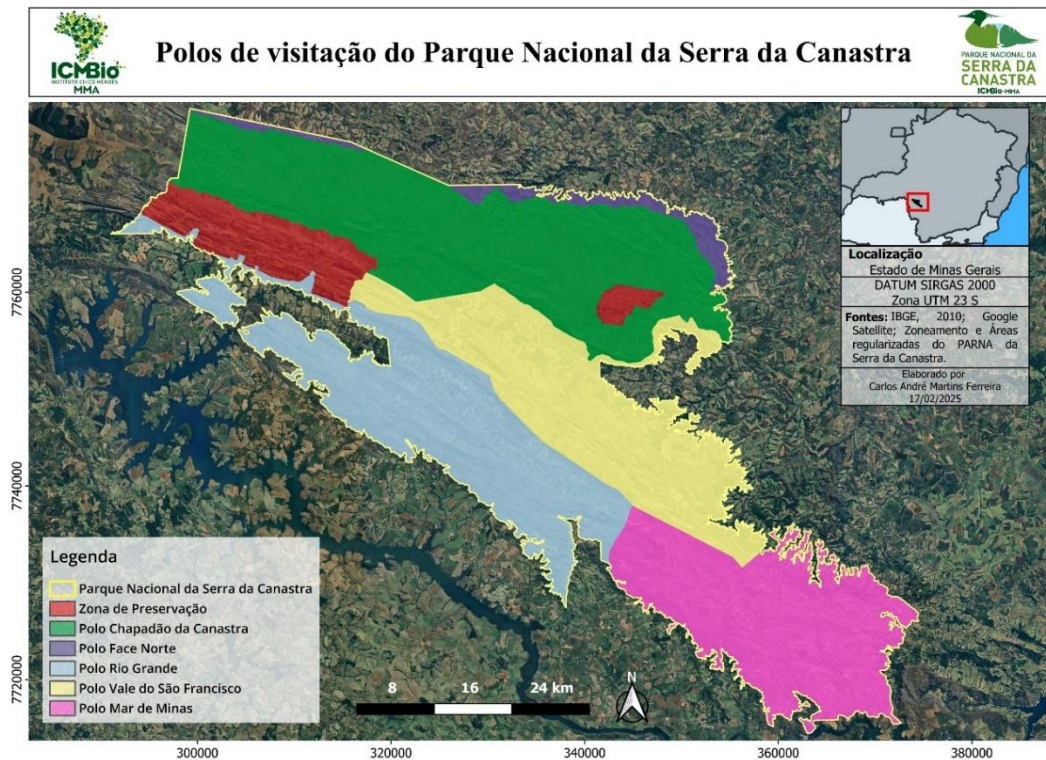 ICMBio
INSTITUTO CHICO MENDES
MMA
Polos de visitação do Parque Nacional da Serra da Canastra
PARQUE NACIONAL DA
SERRA DA
CANASTRA
ICMBio-MMA
Localização
Estado de Minas Gerais
DATUM SIRGAS 2000
Zona UTM 23 S
Fontes: IBGE, 2010; Google
Satellite; Zoneamento e Áreas
regularizadas do PARNA da
Serra da Canastra.
Elaborado por
Carlos André Martins Ferreira
17/02/2025
7760000
7740000
7720000
Legenda
Parque Nacional da Serra da Canastra
Zona de Preservação
Polo Chapadão da Canastra
Polo Face Norte
Polo Rio Grande
Polo Vale do São Francisco
Polo Mar de Minas
8 16 24 km
N
300000 320000 340000 360000 380000